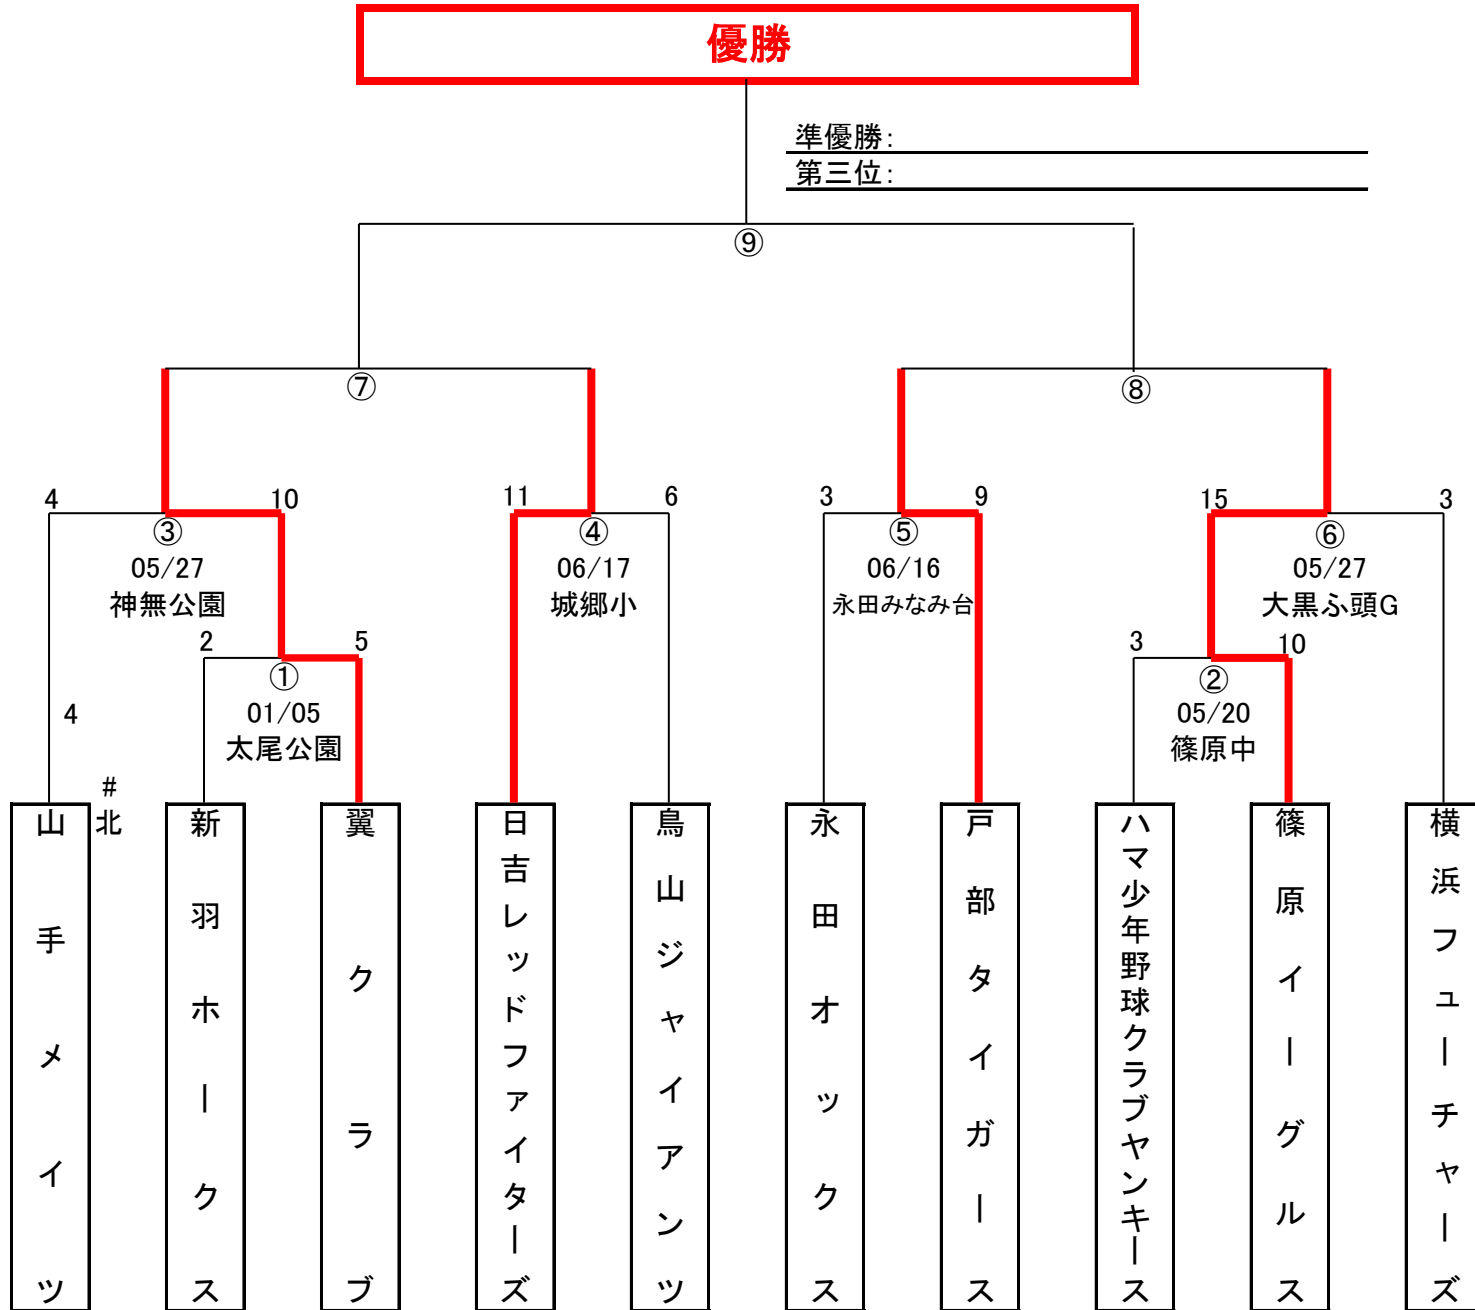 優勝
準優勝:
第三位:
⑨
⑦
⑧
4
10
11
6
3
9
15
3
③
05/27
神無公園
④
06/17
城郷小
⑤
06/16
永田みなみ台
⑥
05/27
大黒ふ頭G
2
5
3
10
①
01/05
太尾公園
②
05/20
篠原中
4
#
北
山手メイツ
新羽ホークス
翼クラブ
日吉レッドファイターズ
鳥山ジャイアンツ
永田オックス
戸部タイガース
ハマ少年野球クラブヤンキース
篠原イーグルス
横浜フューチャーズ